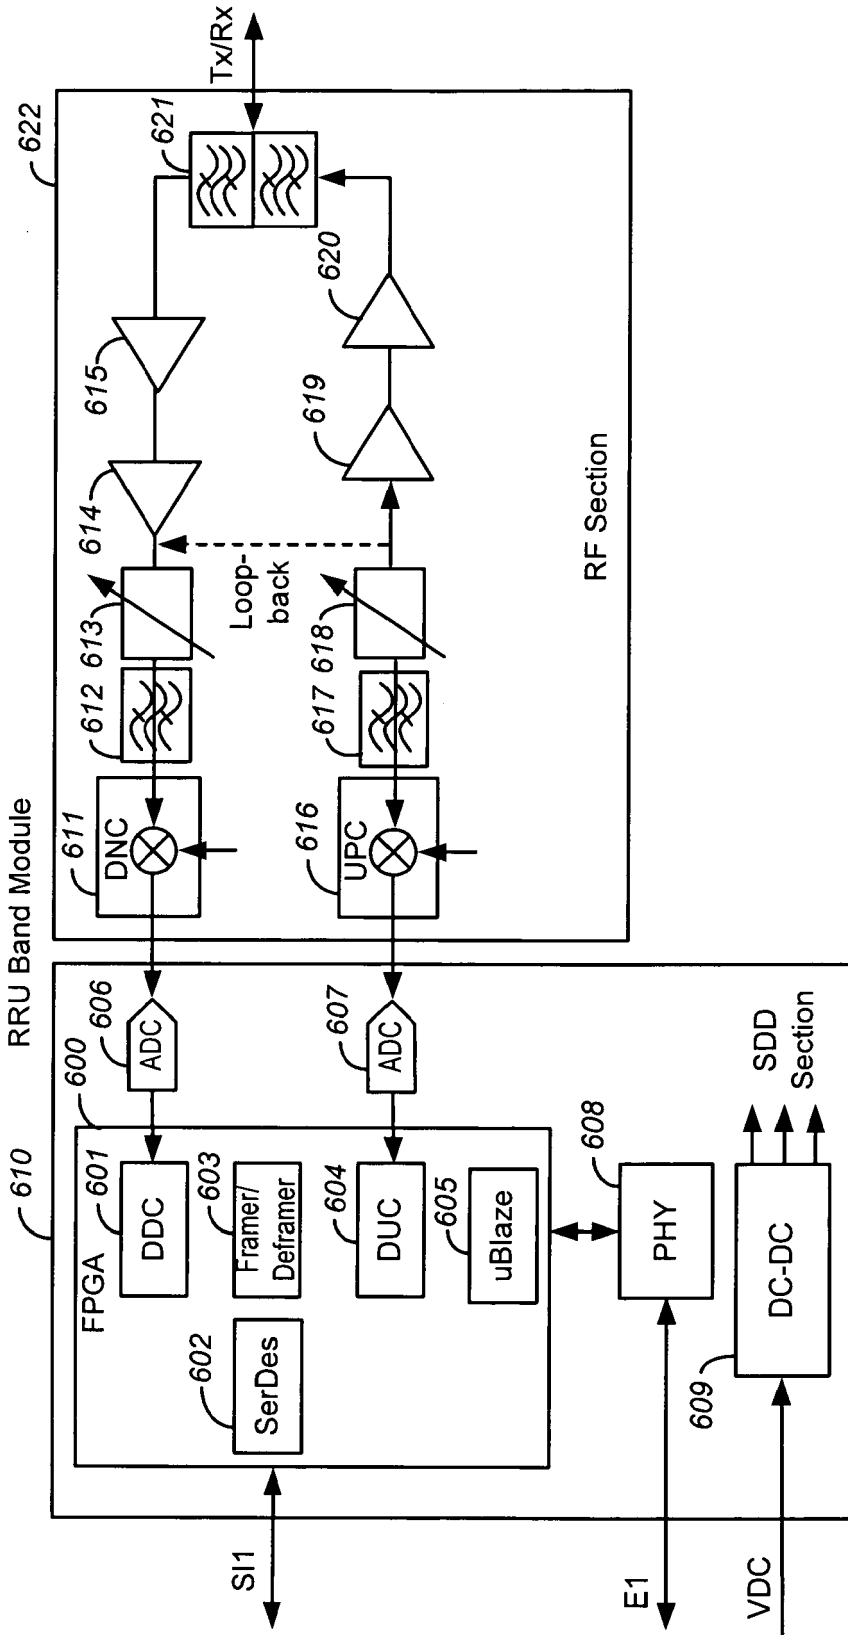 RRU Band Module
610
600
FPGA
601
DDC
602
SerDes
603
Framer/
Deframer
604
DUC
605
uBlaze
606
ADC
607
ADC
608
PHY
609
DC-DC
SDD
Section
SI1
E1
VDC
622
611
DNC
612
613
614
615
621
Tx/Rx
Loop-
back
616
UPC
617
618
619
620
RF Section